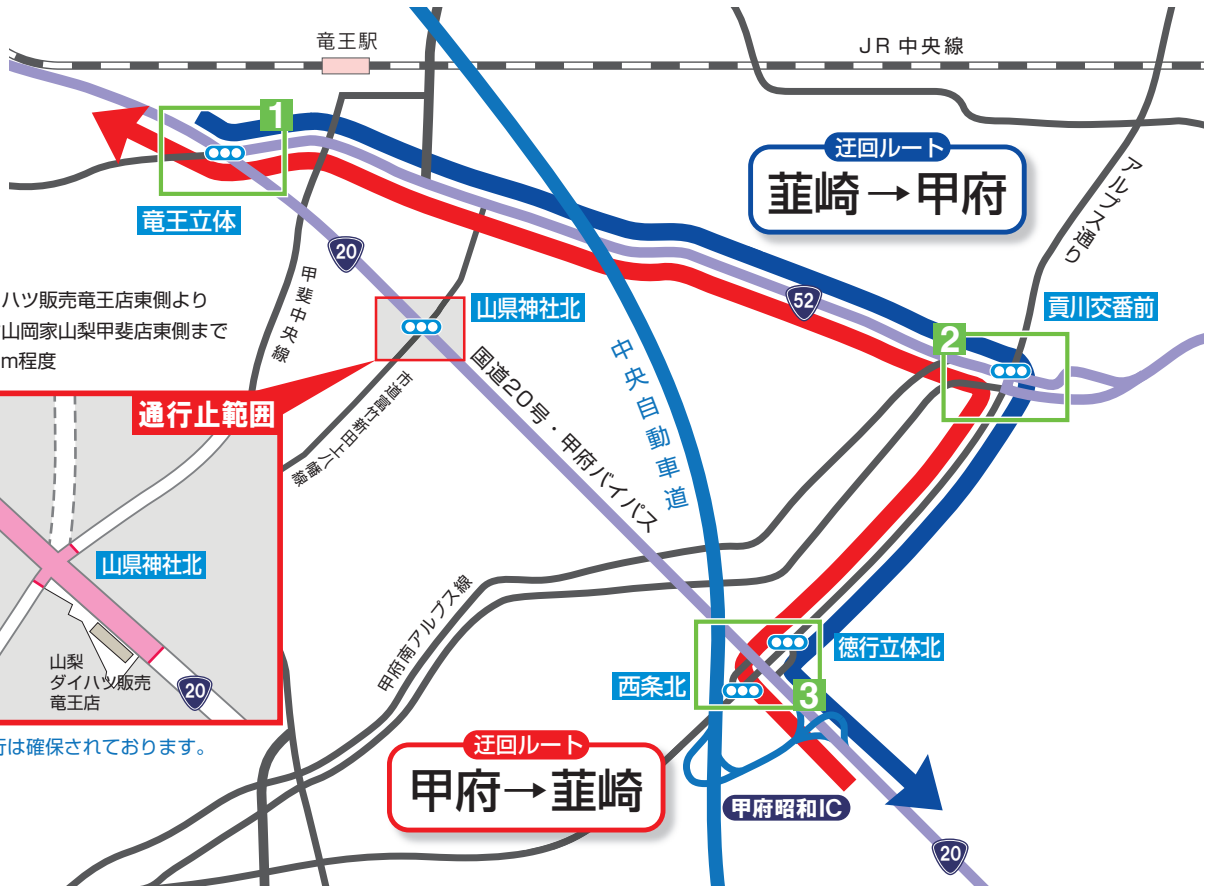 竜王駅
JR中央線
1
迂回ルート
韮崎→甲府
アルプス通り
竜王立体
20
甲斐中央線
52
ハツ販売竜王店東側より
山岡家山梨甲斐店東側まで
m程度
山県神社北
貢川交番前
2
中央自動車道
国道20号・甲府バイパス
市道富竹新田上八幡線
通行止範囲
山県神社北
山梨
ダイハツ販売
竜王店
20
甲府南アルプス線
徳行立体北
西条北
3
行は確保されております。
迂回ルート
甲府→韮崎
甲府昭和IC
20